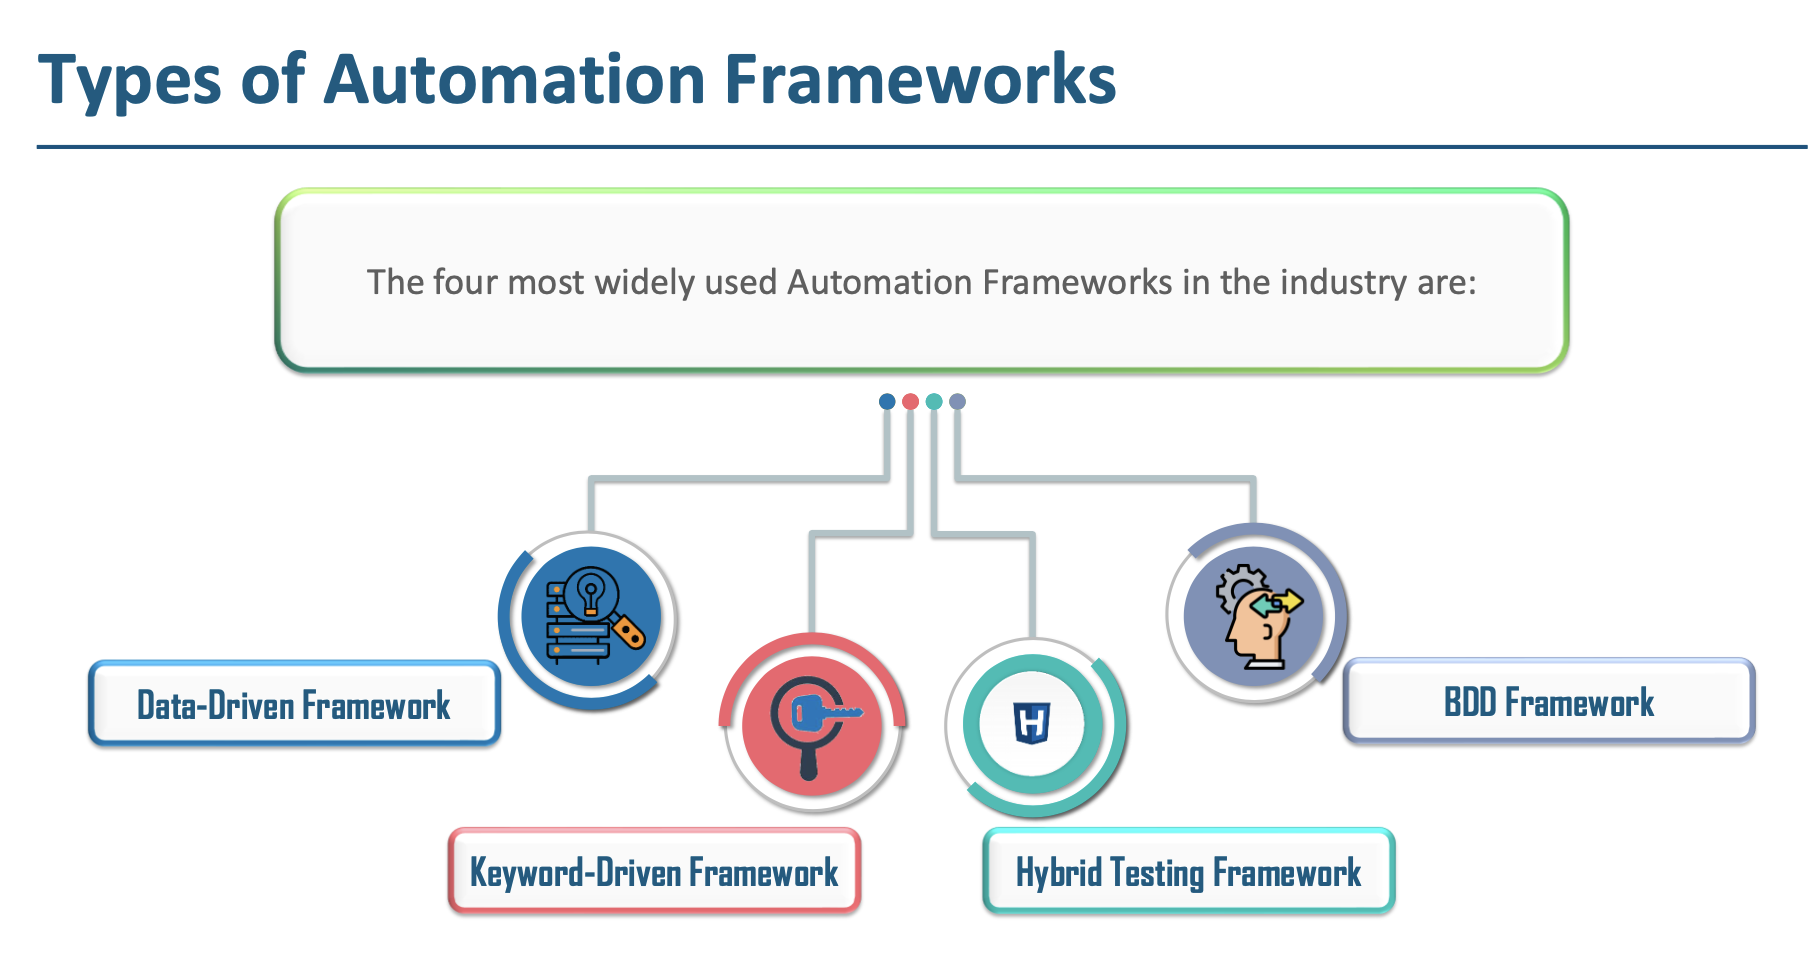 Types of Automation Frameworks
The four most widely used Automation Frameworks in the industry are:
Data-Driven Framework
BDD Framework
H
Keyword-Driven Framework
Hybrid Testing Framework